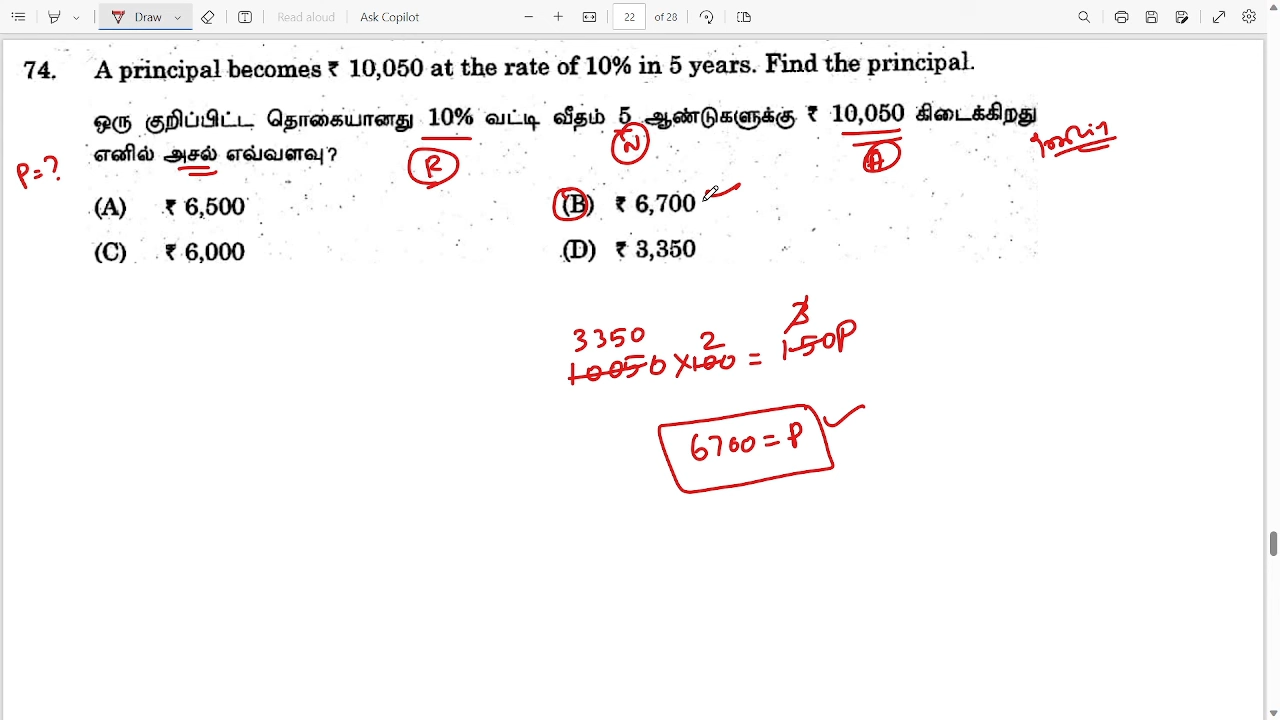 Draw
Read aloud
Ask Copilot
22
of 28
74. A principal becomes ₹ 10,050 at the rate of 10% in 5 years. Find the principal.
ஒரு குறிப்பிட்ட தொகையானது 10% வட்டி வீதம் 5 ஆண்டுகளுக்கு ₹ 10,050 கிடைக்கிறது
எனில் அசல் எவ்வளவு?
P=?
R
N
A
(A) ₹ 6,500
(B) ₹ 6,700
(C) ₹ 6,000
(D) ₹ 3,350
3350 2 3
10050 × 100 = 150P
6700 = P